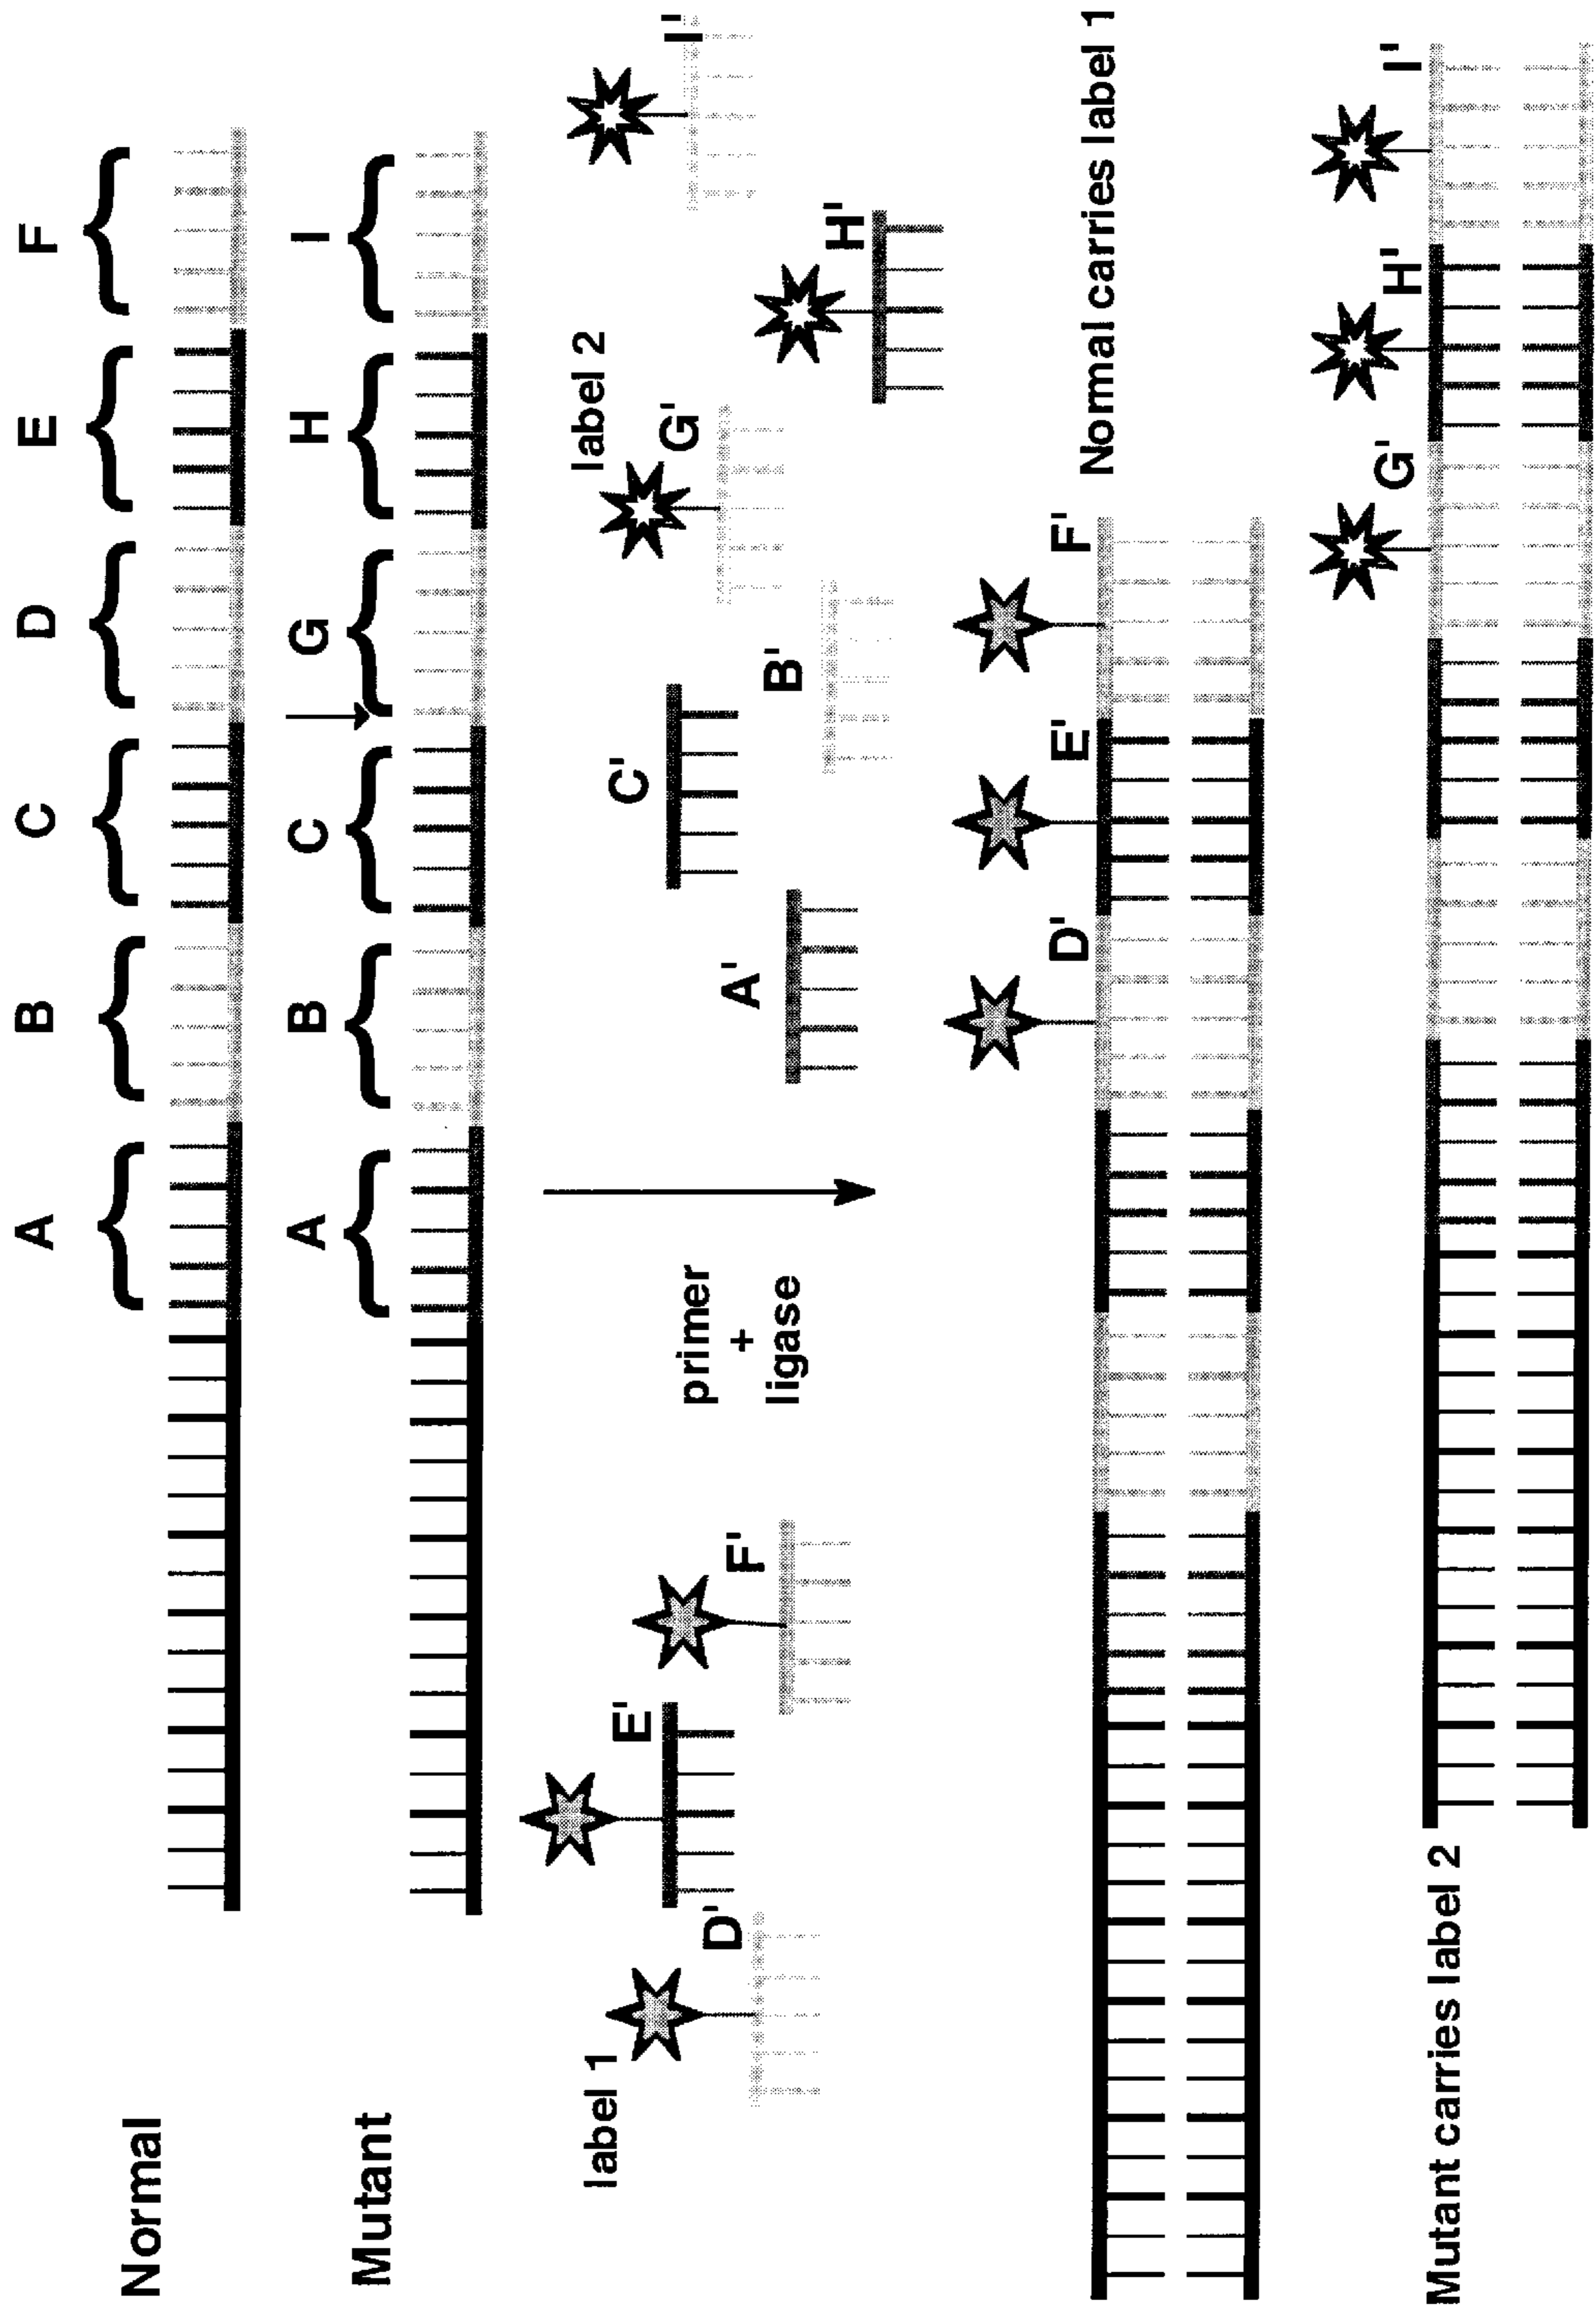 Normal
A B C D E F
Mutant
A B C G H I
label 1
D'
E'
F'
primer
+
ligase
A'
C'
B'
label 2
G'
H'
I'
D' E' F'
Normal carries label 1
Mutant carries label 2
G' H' I'